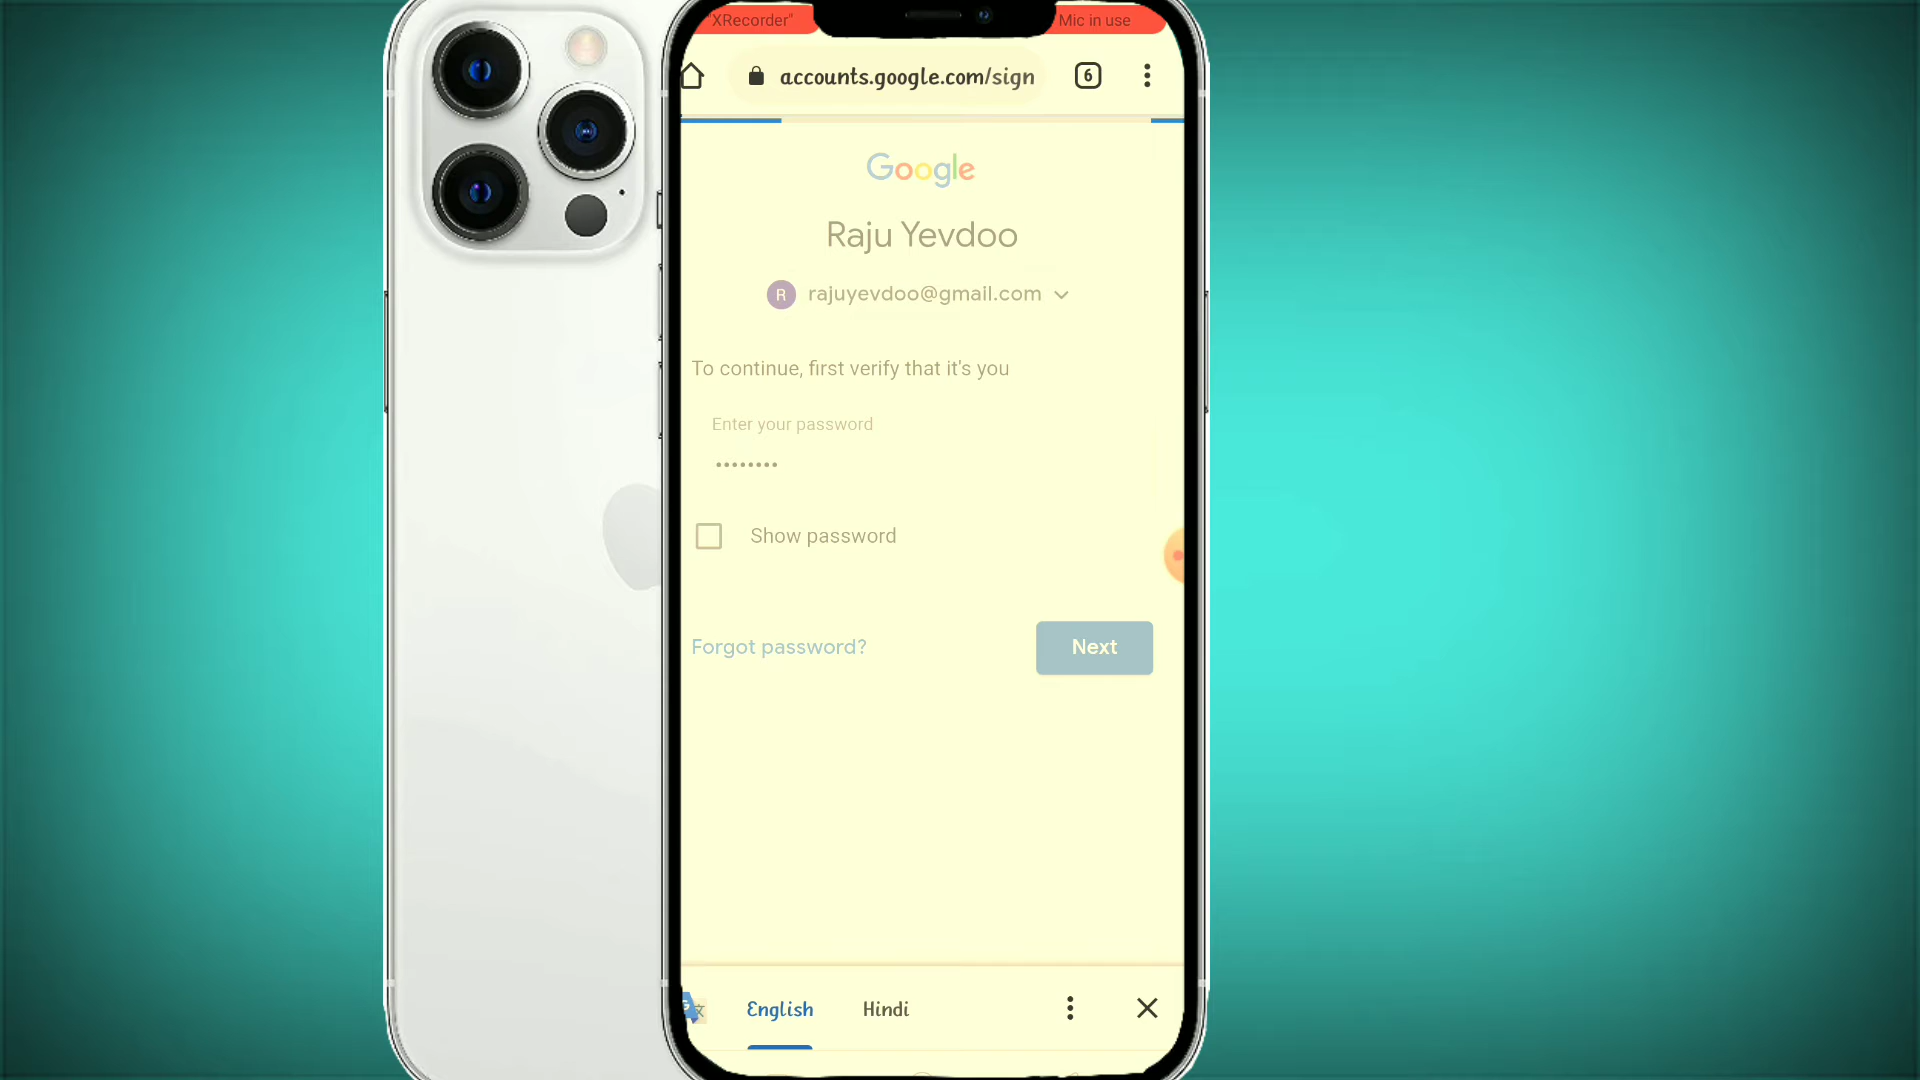 "XRecorder" Mic in use
accounts.google.com/sign 6
Google
Raju Yevdoo
R rajuyevdoo@gmail.com
To continue, first verify that it's you
Enter your password
••••••••
Show password
Forgot password? Next
G 文 English Hindi